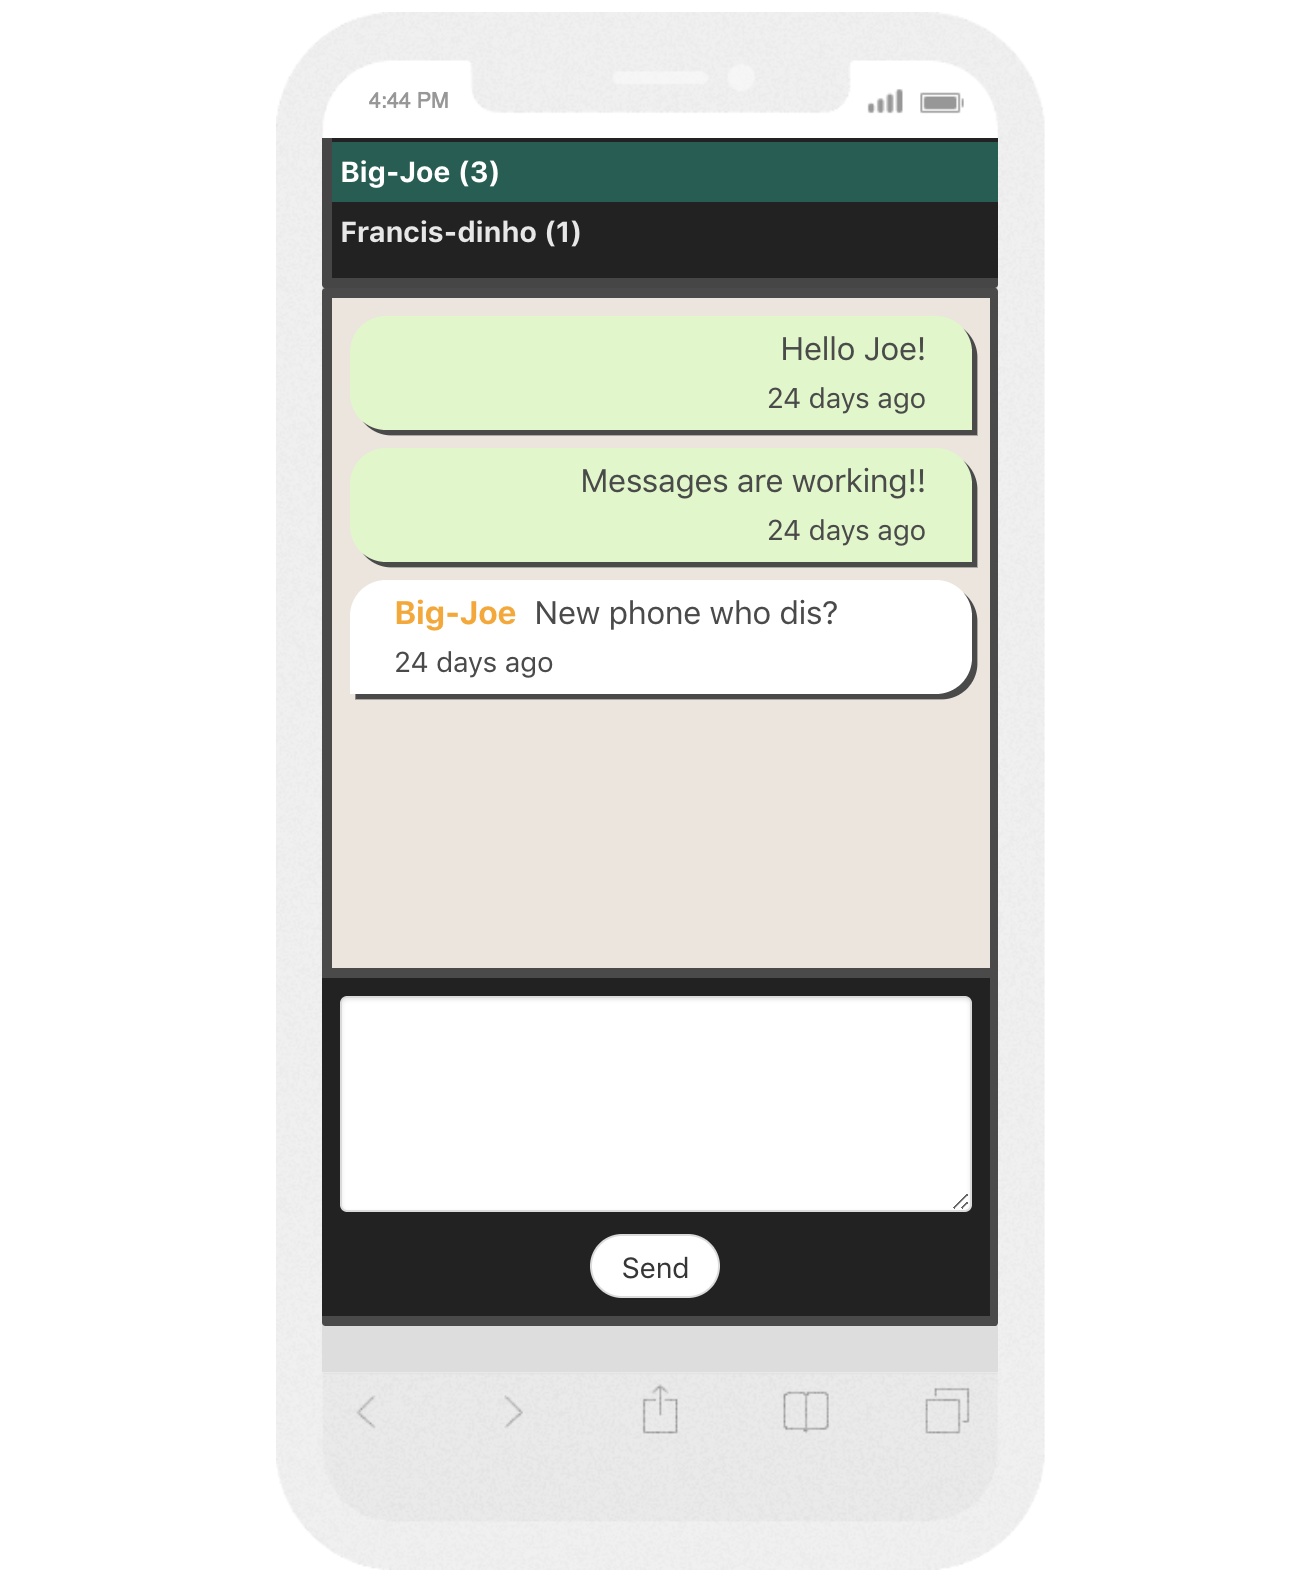 4:44 PM
Big-Joe (3)
Francis-dinho (1)
Hello Joe!
24 days ago
Messages are working!!
24 days ago
Big-Joe New phone who dis?
24 days ago
Send